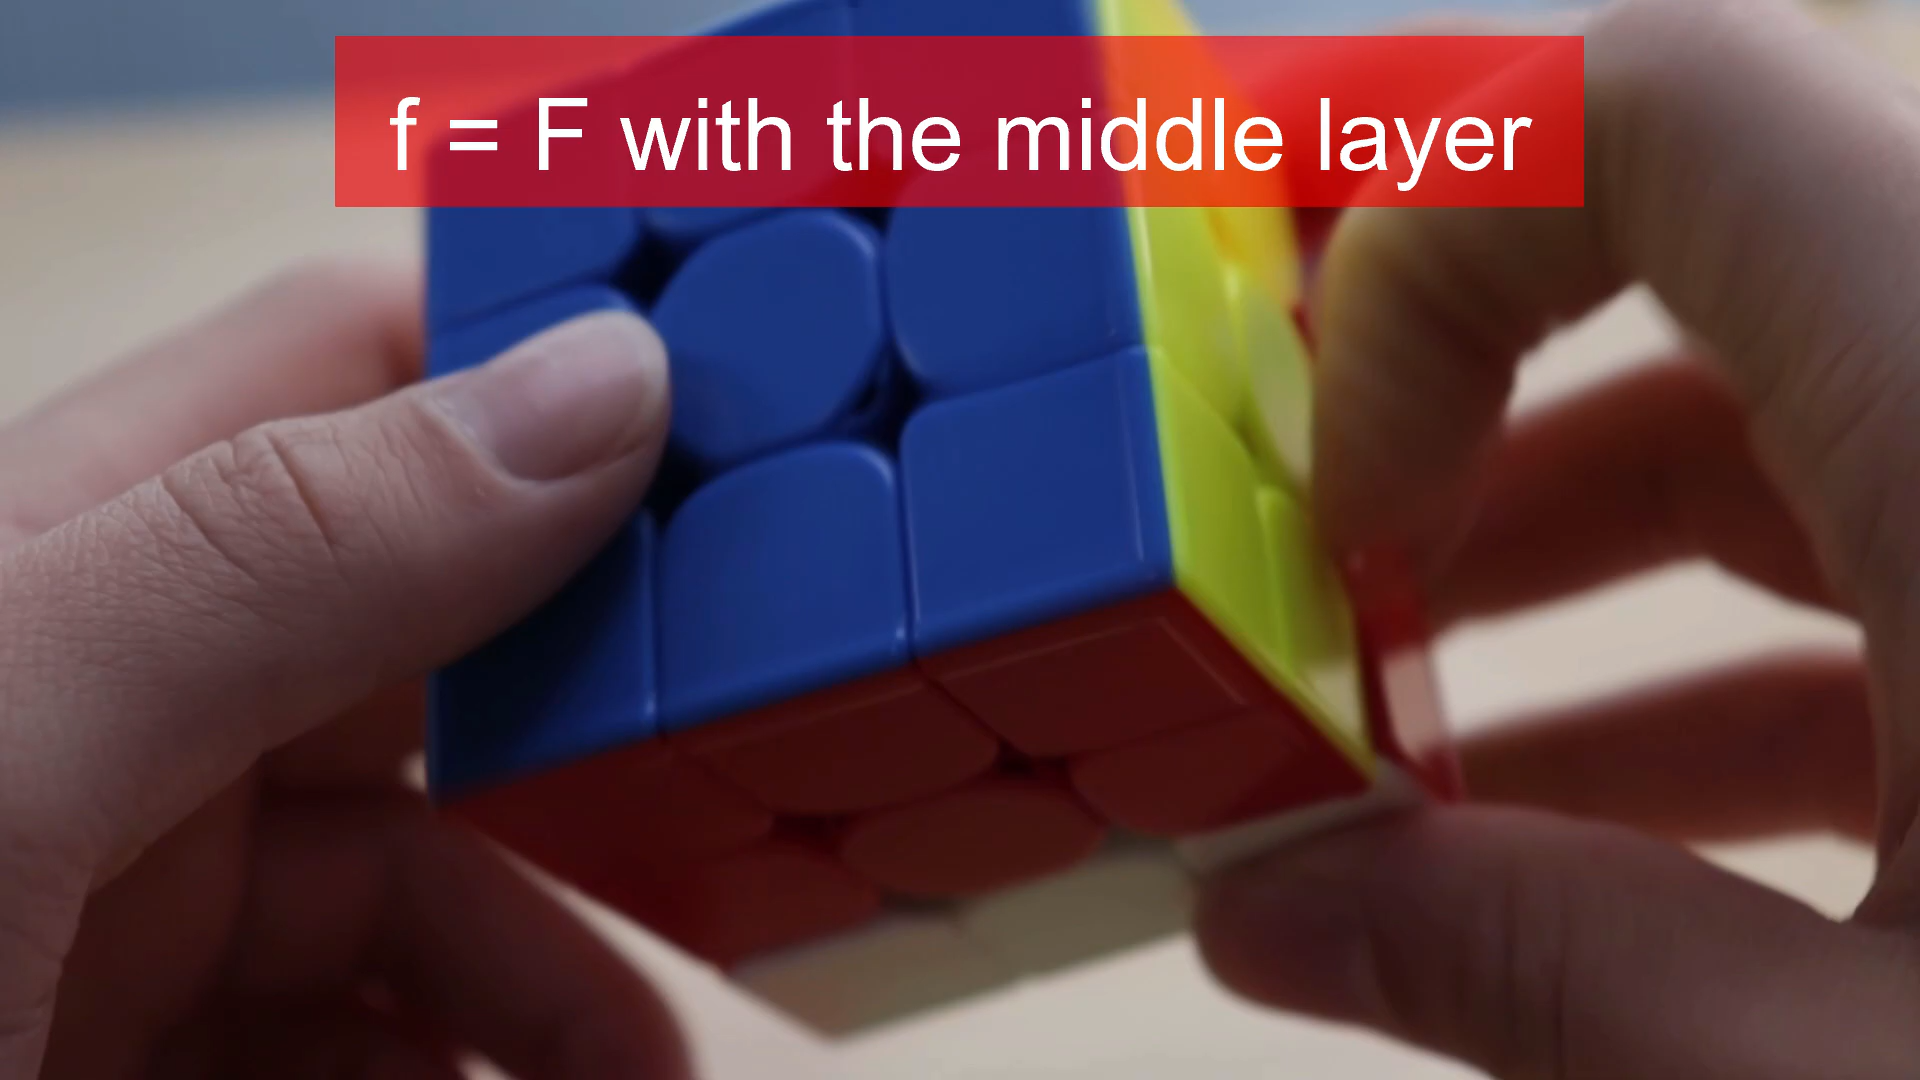 f = F with the middle layer